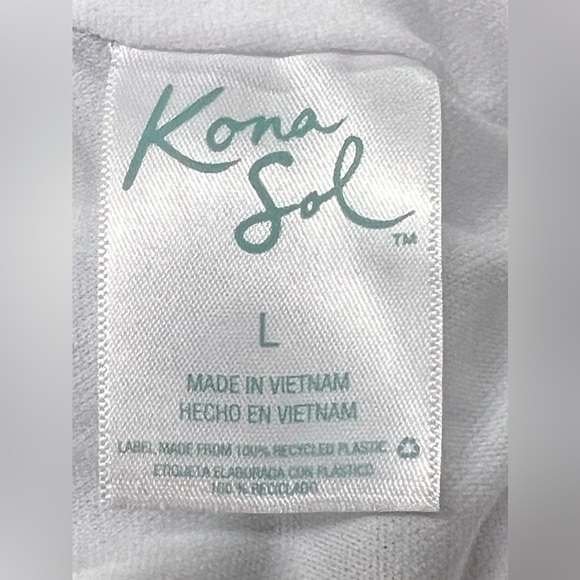 Kona
Sol
™
L
MADE IN VIETNAM
HECHO EN VIETNAM
LABEL MADE FROM 100% RECYCLED PLASTIC
ETIQUETA ELABORADA CON PLASTICO
100% RECICLADO